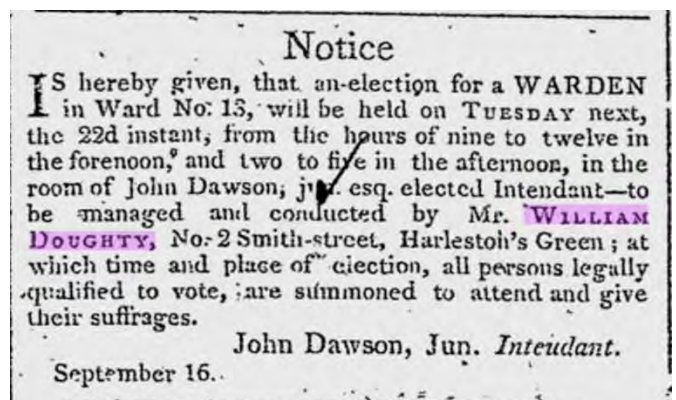 Notice
IS hereby given, that an election for a WARDEN
in Ward No. 13, will be held on TUESDAY next,
the 22d instant, from the hours of nine to twelve in
the forenoon, and two to five in the afternoon, in the
room of John Dawson, jun. esq. elected Intendant—to
be managed and conducted by Mr. WILLIAM
DOUGHTY, No. 2 Smith-street, Harleston's Green; at
which time and place of election, all persons legally
qualified to vote, are summoned to attend and give
their suffrages.
John Dawson, Jun. Intendant.
September 16.